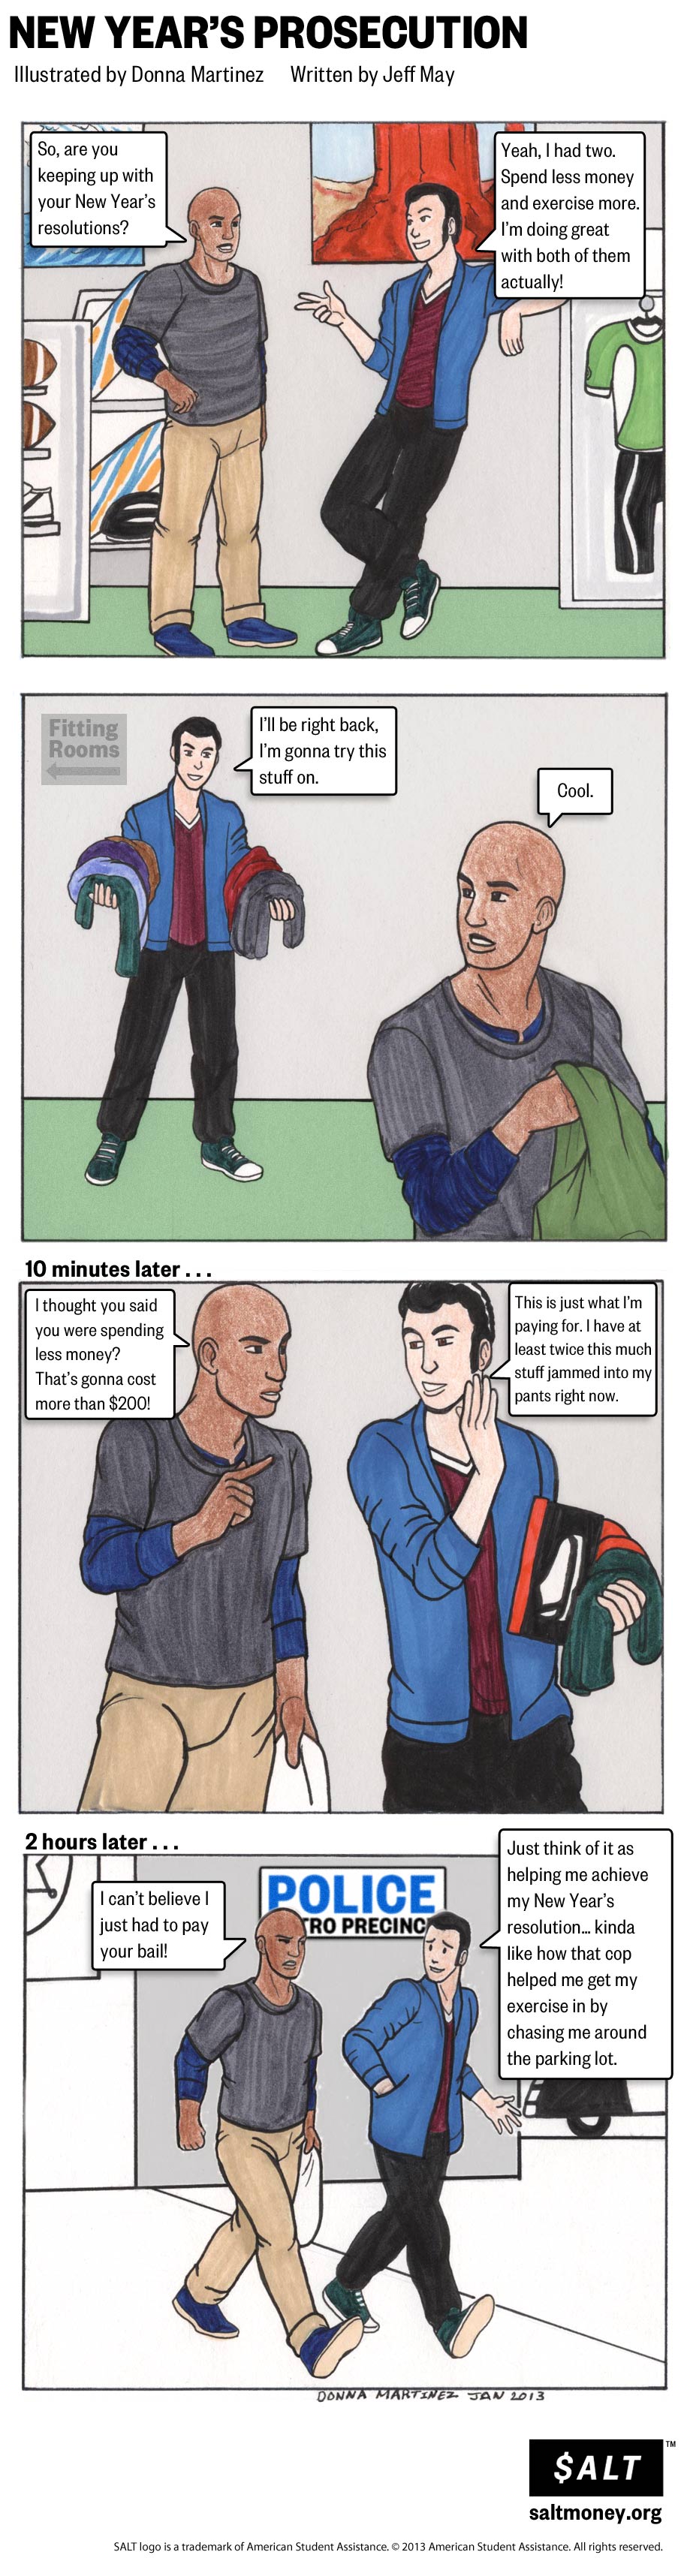 NEW YEAR'S PROSECUTION
Illustrated by Donna Martinez Written by Jeff May
So, are you
keeping up with
your New Year's
resolutions?
Yeah, I had two.
Spend less money
and exercise more.
I'm doing great
with both of them
actually!
Fitting
Rooms
I'll be right back,
I'm gonna try this
stuff on.
Cool.
10 minutes later . . .
I thought you said
you were spending
less money?
That's gonna cost
more than $200!
This is just what I'm
paying for. I have at
least twice this much
stuff jammed into my
pants right now.
2 hours later . . .
I can't believe I
just had to pay
your bail!
POLICE
TRO PRECINC
Just think of it as
helping me achieve
my New Year's
resolution... kinda
like how that cop
helped me get my
exercise in by
chasing me around
the parking lot.
DONNA MARTINEZ JAN 2013
$ALT TM
saltmoney.org
SALT logo is a trademark of American Student Assistance. © 2013 American Student Assistance. All rights reserved.